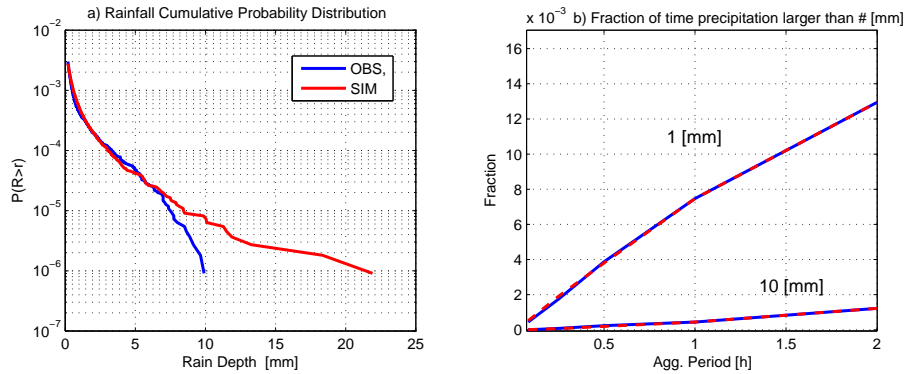 a) Rainfall Cumulative Probability Distribution
10^-2
10^-3
10^-4
10^-5
10^-6
10^-7
P(R>r)
OBS,
SIM
0 5 10 15 20 25
Rain Depth [mm]
x 10^-3 b) Fraction of time precipitation larger than # [mm]
16
14
12
10
8
6
4
2
0
Fraction
1 [mm]
10 [mm]
0.5 1 1.5 2
Agg. Period [h]